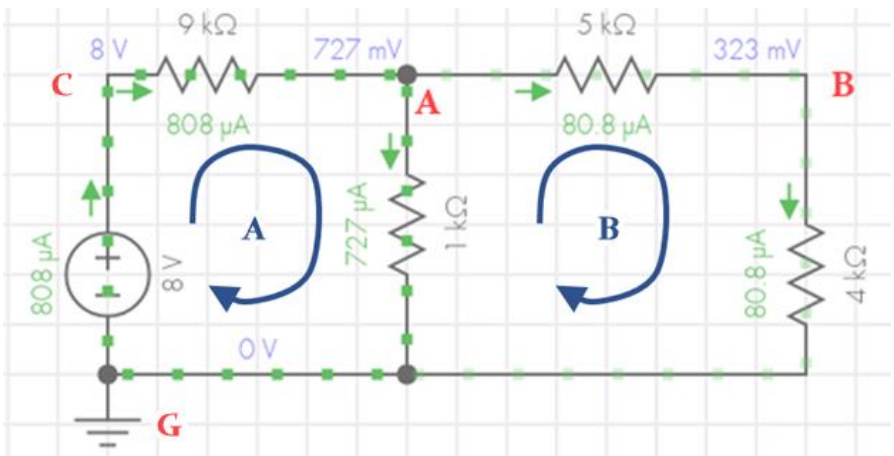 9 kΩ
5 kΩ
8 V
727 mV
323 mV
C
A
B
808 µA
80.8 µA
A
B
727 µA
1 kΩ
808 µA
8 V
80.8 µA
4 kΩ
0 V
G